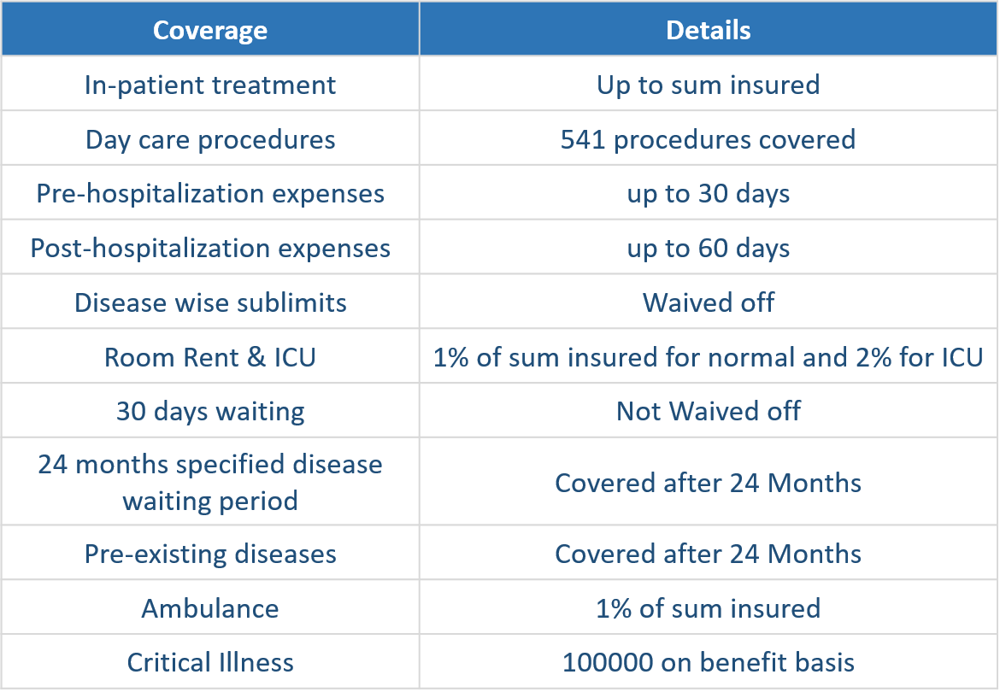 Coverage Details
In-patient treatment Up to sum insured
Day care procedures 541 procedures covered
Pre-hospitalization expenses up to 30 days
Post-hospitalization expenses up to 60 days
Disease wise sublimits Waived off
Room Rent & ICU 1% of sum insured for normal and 2% for ICU
30 days waiting Not Waived off
24 months specified disease
waiting period Covered after 24 Months
Pre-existing diseases Covered after 24 Months
Ambulance 1% of sum insured
Critical Illness 100000 on benefit basis